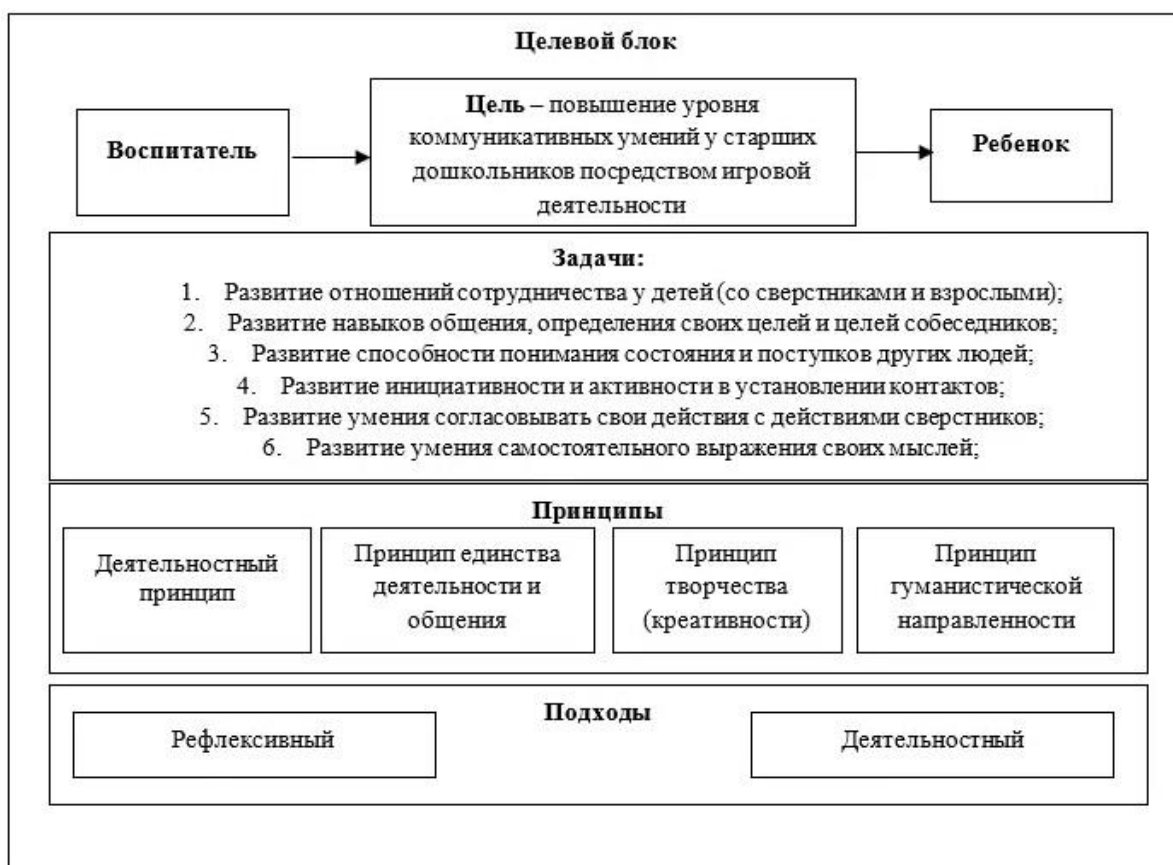 Целевой блок
Воспитатель
Цель – повышение уровня
коммуникативных умений у старших
дошкольников посредством игровой
деятельности
Ребенок
Задачи:
1. Развитие отношений сотрудничества у детей (со сверстниками и взрослыми);
2. Развитие навыков общения, определения своих целей и целей собеседников;
3. Развитие способности понимания состояния и поступков других людей;
4. Развитие инициативности и активности в установлении контактов;
5. Развитие умения согласовывать свои действия с действиями сверстников;
6. Развитие умения самостоятельного выражения своих мыслей;
Принципы
Деятельностный
принцип
Принцип единства
деятельности и
общения
Принцип
творчества
(креативности)
Принцип
гуманистической
направленности
Подходы
Рефлексивный
Деятельностный